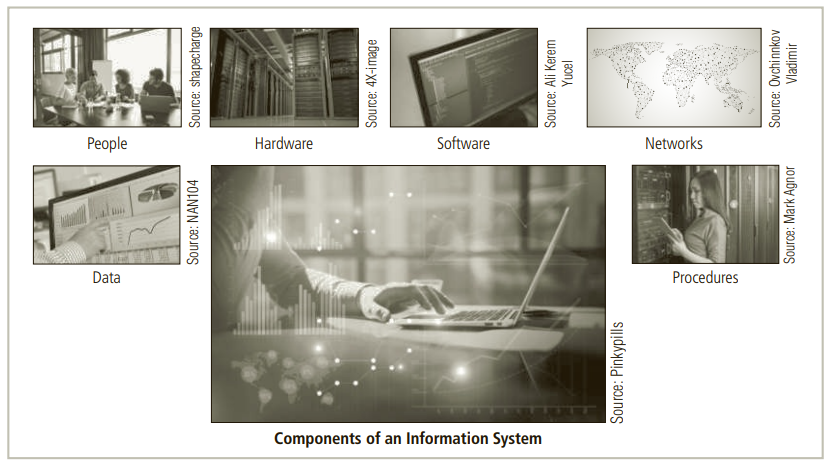 Source: shapecharge
Source: 4X-image
Source: Ali Kerem
Yucel
Source: Ovchinnkov
Vladimir
People
Hardware
Software
Networks
Source: NAN104
Source: Mark Agnor
Data
Procedures
Source: Pinkypills
Components of an Information System